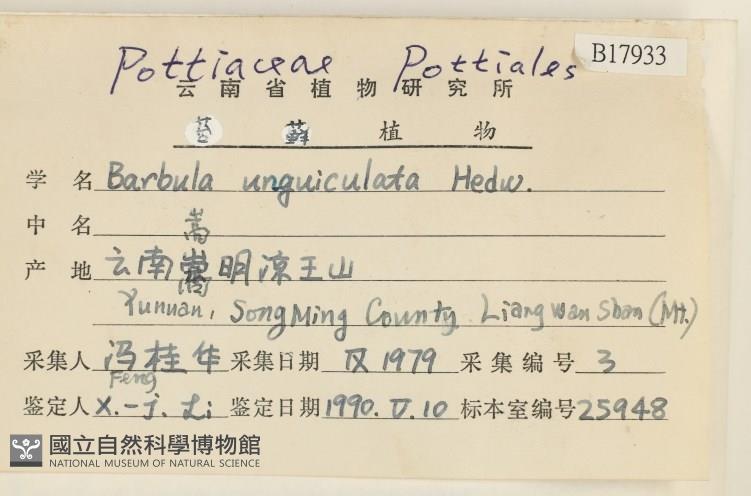 B17933
Pottiaceae Pottiales
云南省植物研究所
苔藓植物
学名 Barbula unguiculata Hedw.
嵩
中名
产地 云南嵩明凉王山
Yunnan, SongMing County LiangwanShan (Mt.)
采集人 冯桂华 采集日期 IX 1979 采集编号 3
Feng
鉴定人 X.-J. Li 鉴定日期 1990. V. 10 标本室编号 25948
國立自然科學博物館
NATIONAL MUSEUM OF NATURAL SCIENCE